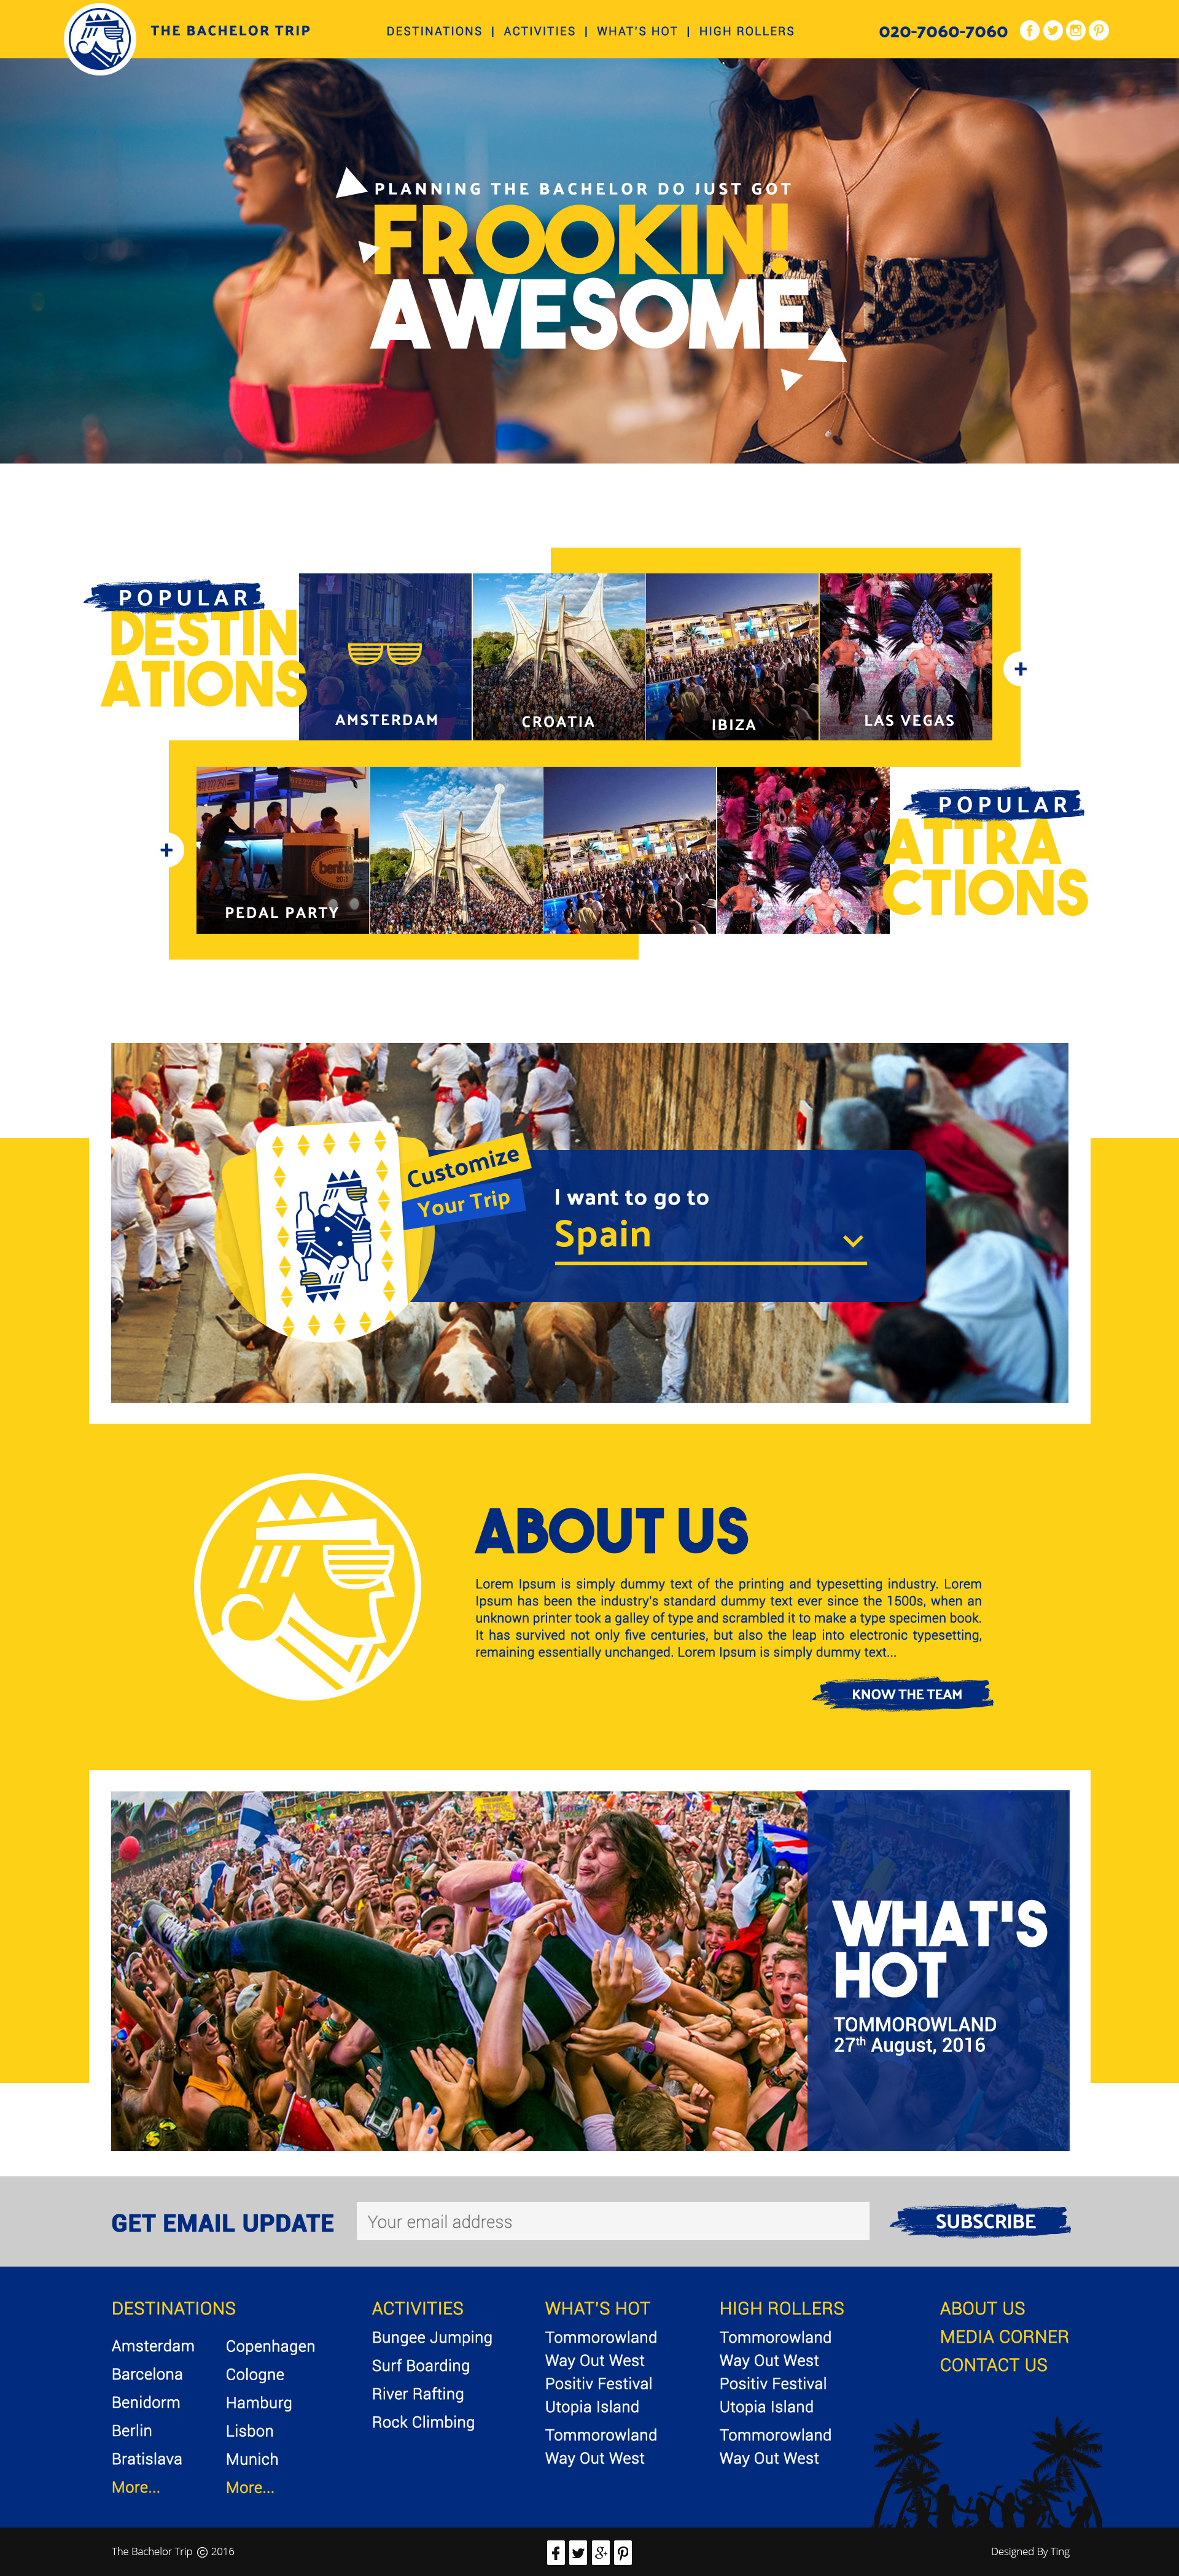 THE BACHELOR TRIP
DESTINATIONS | ACTIVITIES | WHAT'S HOT | HIGH ROLLERS
020-7060-7060
PLANNING THE BACHELOR DO JUST GOT
FROOKIN!
AWESOME
POPULAR
DESTIN
ATIONS
AMSTERDAM
CROATIA
IBIZA
LAS VEGAS
+
+
PEDAL PARTY
POPULAR
ATTRA
CTIONS
Customize
Your Trip
I want to go to
Spain
ABOUT US
Lorem Ipsum is simply dummy text of the printing and typesetting industry. Lorem
Ipsum has been the industry's standard dummy text ever since the 1500s, when an
unknown printer took a galley of type and scrambled it to make a type specimen book.
It has survived not only five centuries, but also the leap into electronic typesetting,
remaining essentially unchanged. Lorem Ipsum is simply dummy text...
KNOW THE TEAM
WHAT'S
HOT
TOMMOROWLAND
27th August, 2016
GET EMAIL UPDATE
Your email address
SUBSCRIBE
DESTINATIONS
Amsterdam
Barcelona
Benidorm
Berlin
Bratislava
More...
Copenhagen
Cologne
Hamburg
Lisbon
Munich
More...
ACTIVITIES
Bungee Jumping
Surf Boarding
River Rafting
Rock Climbing
WHAT'S HOT
Tommorowland
Way Out West
Positiv Festival
Utopia Island
Tommorowland
Way Out West
HIGH ROLLERS
Tommorowland
Way Out West
Positiv Festival
Utopia Island
Tommorowland
Way Out West
ABOUT US
MEDIA CORNER
CONTACT US
The Bachelor Trip © 2016
Designed By Ting